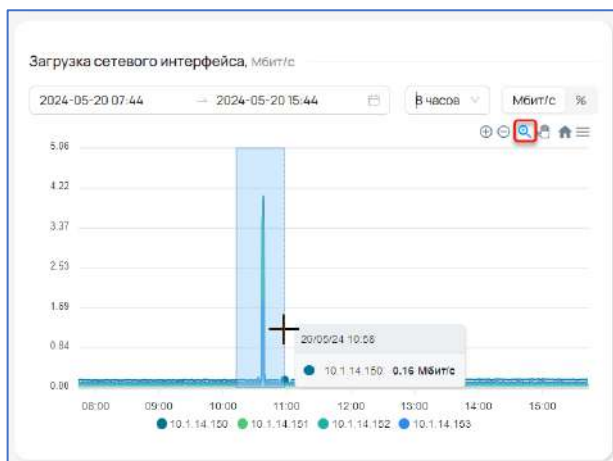 Загрузка сетевого интерфейса, Мбит/с
2024-05-20 07:44 → 2024-05-20 15:44 8 часов Мбит/с %
5.06
4.22
3.37
2.53
1.69
0.84
0.00
20/05/24 10:58
10.1.14.150 0.16 Мбит/с
08:00 09:00 10:00 11:00 12:00 13:00 14:00 15:00
10.1.14.150 10.1.14.151 10.1.14.152 10.1.14.153